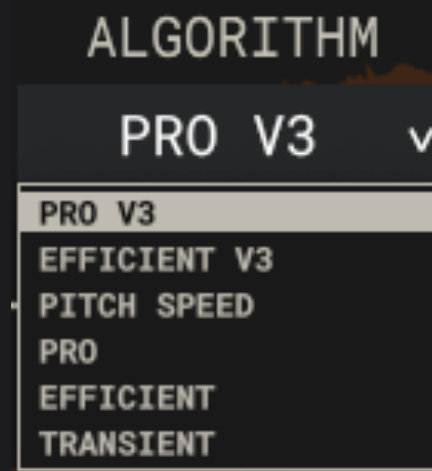 ALGORITHM
PRO V3
PRO V3
EFFICIENT V3
PITCH SPEED
PRO
EFFICIENT
TRANSIENT